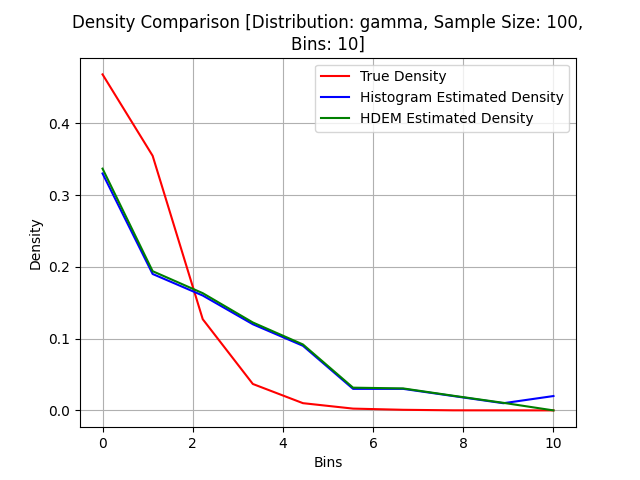 Density Comparison [Distribution: gamma, Sample Size: 100,
Bins: 10]
True Density
Histogram Estimated Density
HDEM Estimated Density
Density
0.4
0.3
0.2
0.1
0.0
0 2 4 6 8 10
Bins